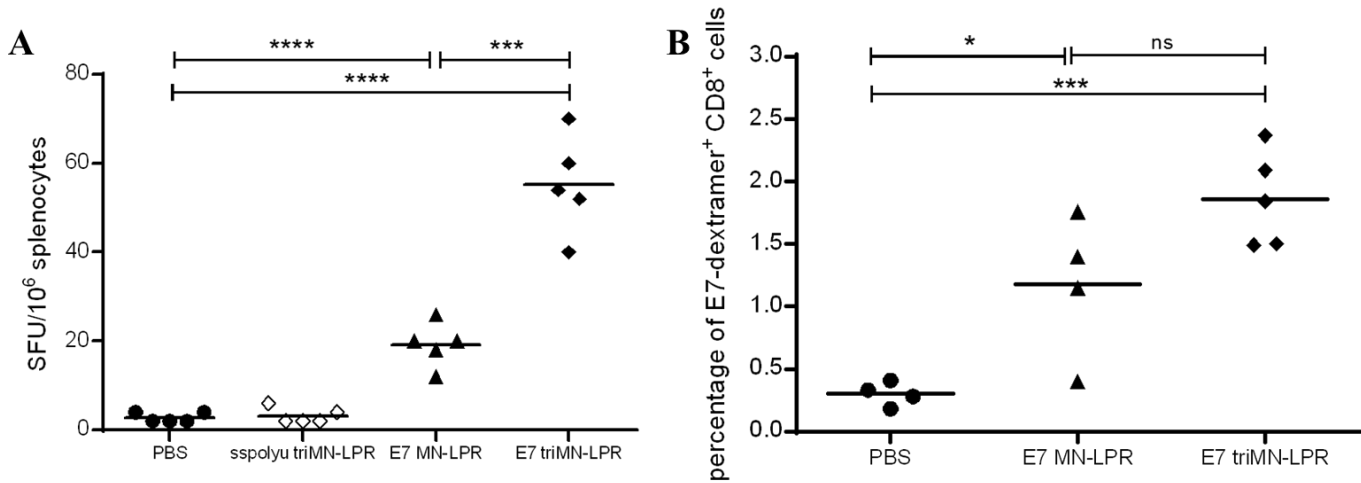 A
****
***
****
80
60
40
20
0
SFU/10⁶ splenocytes
PBS
sspolyu triMN-LPR
E7 MN-LPR
E7 triMN-LPR
B
*
ns
***
3.0
2.5
2.0
1.5
1.0
0.5
0.0
percentage of E7-dextramer⁺ CD8⁺ cells
PBS
E7 MN-LPR
E7 triMN-LPR